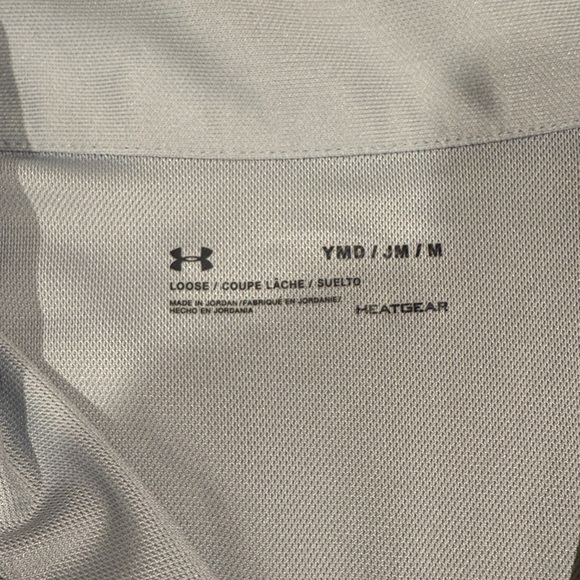 YMD / JM / M
LOOSE / COUPE LÂCHE / SUELTO
MADE IN JORDAN / FABRIQUÉ EN JORDANIE /
HECHO EN JORDANIA
HEATGEAR